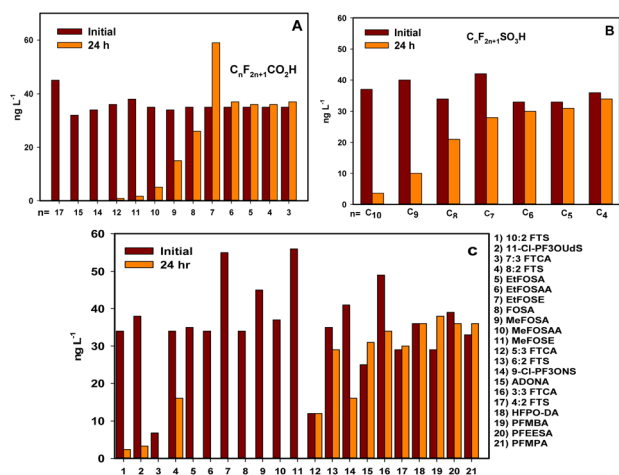 A
Initial
24 h
CnF2n+1CO2H
ng L-1
60
40
20
0
n= 17 15 14 12 11 10 9 8 7 6 5 4 3
B
CnF2n+1SO3H
Initial
24 h
ng L-1
60
50
40
30
20
10
0
n= C10 C9 C8 C7 C6 C5 C4
C
Initial
24 hr
ng L-1
60
50
40
30
20
10
0
1 2 3 4 5 6 7 8 9 10 11 12 13 14 15 16 17 18 19 20 21
1) 10:2 FTS
2) 11-Cl-PF3OUdS
3) 7:3 FTCA
4) 8:2 FTS
5) EtFOSA
6) EtFOSAA
7) EtFOSE
8) FOSA
9) MeFOSA
10) MeFOSAA
11) MeFOSE
12) 5:3 FTCA
13) 6:2 FTS
14) 9-Cl-PF3ONS
15) ADONA
16) 3:3 FTCA
17) 4:2 FTS
18) HFPO-DA
19) PFMBA
20) PFEESA
21) PFMPA